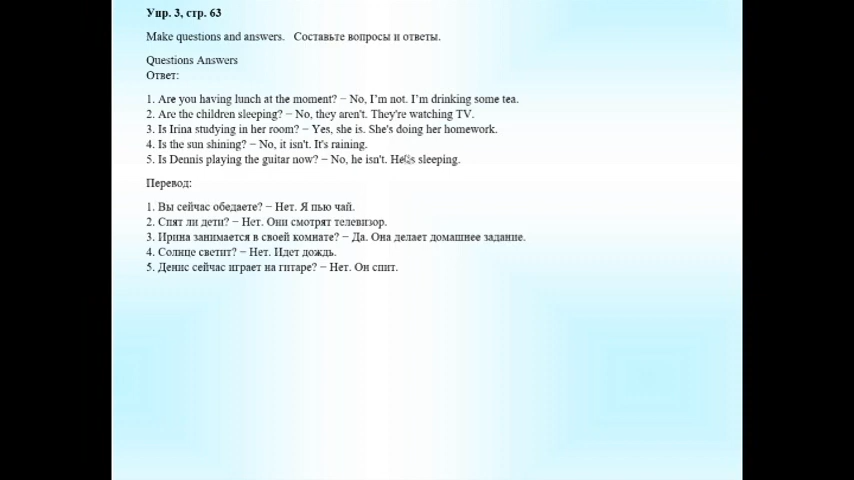 Упр. 3, стр. 63
Make questions and answers. Составьте вопросы и ответы.
Questions Answers
Ответ:
1. Are you having lunch at the moment? – No, I’m not. I’m drinking some tea.
2. Are the children sleeping? – No, they aren't. They're watching TV.
3. Is Irina studying in her room? – Yes, she is. She's doing her homework.
4. Is the sun shining? – No, it isn't. It's raining.
5. Is Dennis playing the guitar now? – No, he isn't. He's sleeping.
Перевод:
1. Вы сейчас обедаете? – Нет. Я пью чай.
2. Спят ли дети? – Нет. Они смотрят телевизор.
3. Ирина занимается в своей комнате? – Да. Она делает домашнее задание.
4. Солнце светит? – Нет. Идет дождь.
5. Денис сейчас играет на гитаре? – Нет. Он спит.